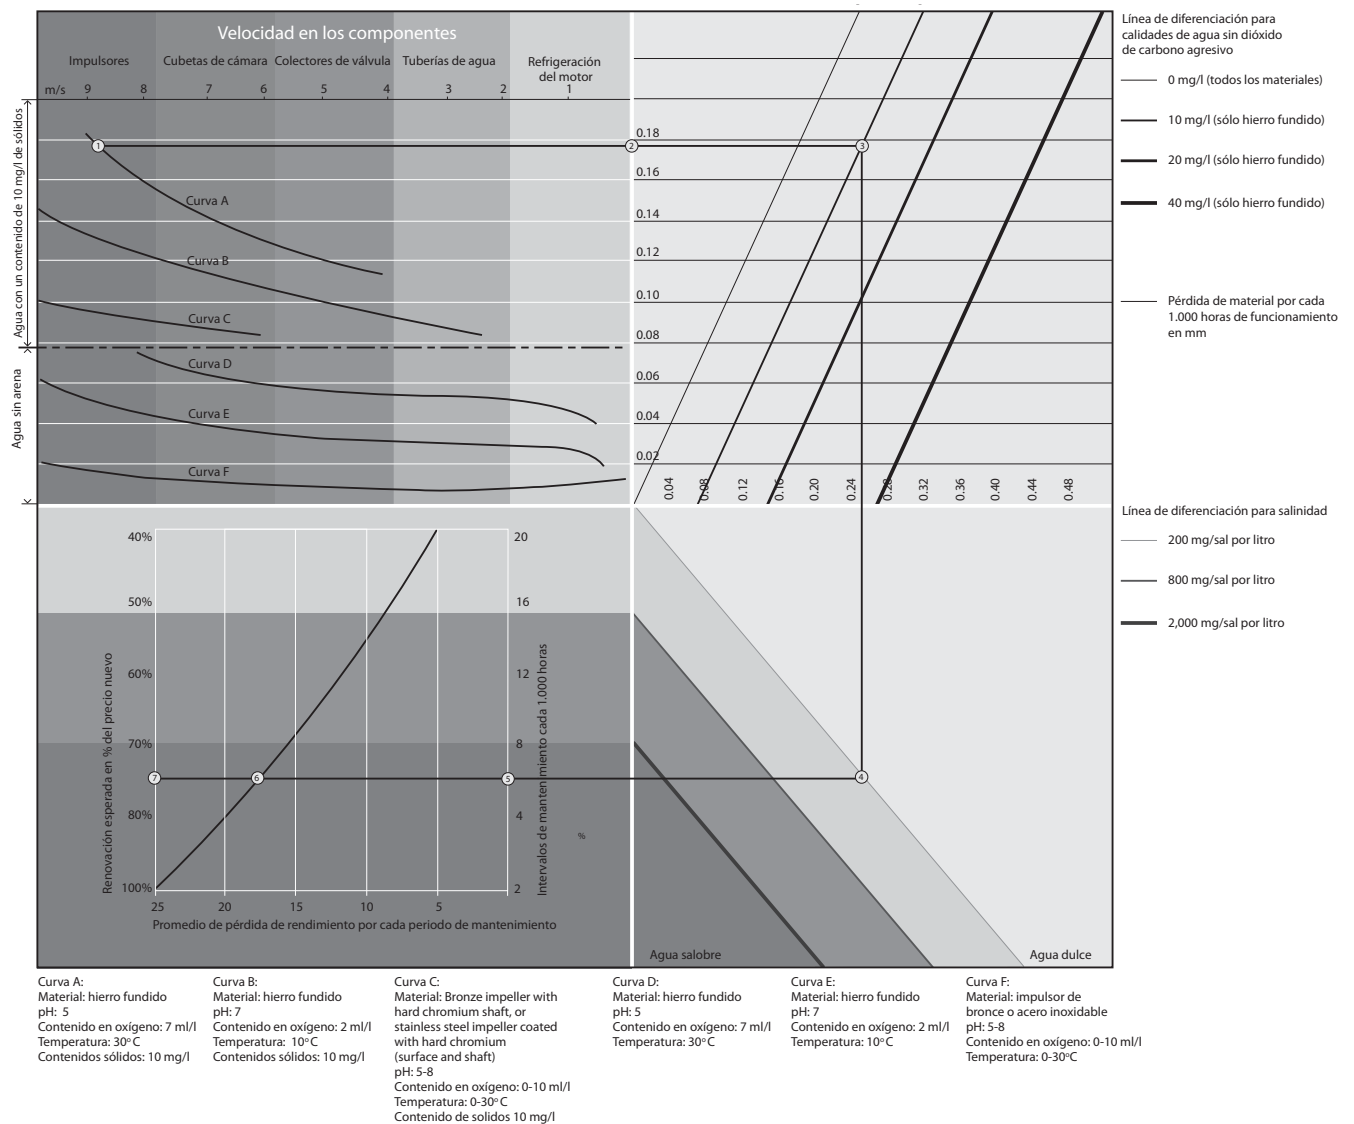 Velocidad en los componentes
Impulsores
Cubetas de cámara
Colectores de válvula
Tuberías de agua
Refrigeración
del motor
m/s 9 8 7 6 5 4 3 2 1
Agua con un contenido de 10 mg/l de sólidos
Agua sin arena
Curva A
Curva B
Curva C
Curva D
Curva E
Curva F
1
2
3
0.18
0.16
0.14
0.12
0.10
0.08
0.06
0.04
0.02
0.04 0.08 0.12 0.16 0.20 0.24 0.28 0.32 0.36 0.40 0.44 0.48
Línea de diferenciación para
calidades de agua sin dióxido
de carbono agresivo
0 mg/l (todos los materiales)
10 mg/l (sólo hierro fundido)
20 mg/l (sólo hierro fundido)
40 mg/l (sólo hierro fundido)
Pérdida de material por cada
1.000 horas de funcionamiento
en mm
Línea de diferenciación para salinidad
200 mg/sal por litro
800 mg/sal por litro
2,000 mg/sal por litro
Renovación esperada en % del precio nuevo
40%
50%
60%
70%
80%
100%
20
16
12
8
4
2
Intervalos de mantenimiento cada 1.000 horas
%
7
6
5
4
25 20 15 10 5
Promedio de pérdida de rendimiento por cada periodo de mantenimiento
Agua salobre
Agua dulce
Curva A:
Material: hierro fundido
pH: 5
Contenido en oxígeno: 7 ml/l
Temperatura: 30°C
Contenidos sólidos: 10 mg/l
Curva B:
Material: hierro fundido
pH: 7
Contenido en oxígeno: 2 ml/l
Temperatura: 10°C
Contenidos sólidos: 10 mg/l
Curva C:
Material: Bronze impeller with
hard chromium shaft, or
stainless steel impeller coated
with hard chromium
(surface and shaft)
pH: 5-8
Contenido en oxígeno: 0-10 ml/l
Temperatura: 0-30°C
Contenido de solidos 10 mg/l
Curva D:
Material: hierro fundido
pH: 5
Contenido en oxígeno: 7 ml/l
Temperatura: 30°C
Curva E:
Material: hierro fundido
pH: 7
Contenido en oxígeno: 2 ml/l
Temperatura: 10°C
Curva F:
Material: impulsor de
bronce o acero inoxidable
pH: 5-8
Contenido en oxígeno: 0-10 ml/l
Temperatura: 0-30°C